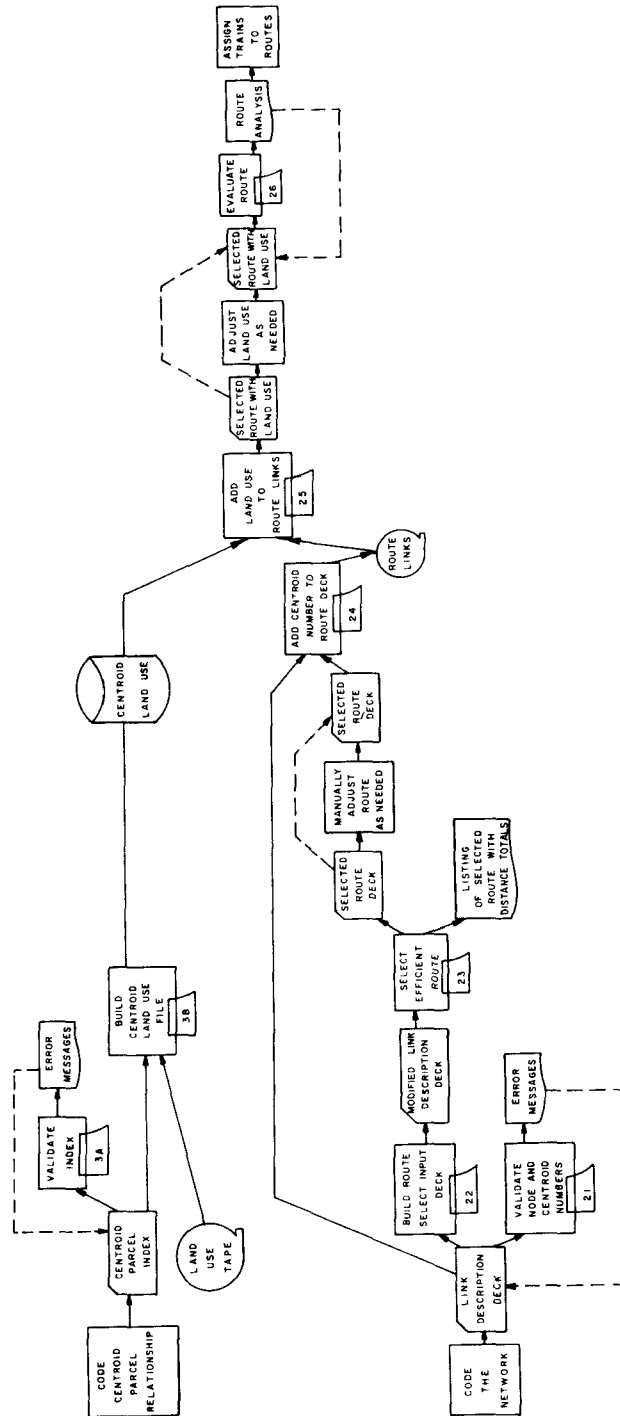 CODE
CENTROID
PARCEL
RELATIONSHIP
CENTROID
PARCEL
INDEX
VALIDATE
INDEX
3A
ERROR
MESSAGES
LAND
USE
TAPE
BUILD
CENTROID
LAND USE
FILE
3B
CENTROID
LAND USE
CODE
THE
NETWORK
LINK
DESCRIPTION
DECK
BUILD ROUTE
SELECT INPUT
DECK
22
VALIDATE
NODE AND
CENTROID
NUMBERS
21
ERROR
MESSAGES
MODIFIED LINK
DESCRIPTION
DECK
SELECT
EFFICIENT
ROUTE
23
SELECTED
ROUTE
DECK
LISTING
OF SELECTED
ROUTE WITH
DISTANCE TOTALS
MANUALLY
ADJUST
ROUTE
AS NEEDED
SELECTED
ROUTE
DECK
ADD CENTROID
NUMBER TO
ROUTE DECK
24
ROUTE
LINKS
ADD
LAND USE
TO
ROUTE LINKS
25
SELECTED
ROUTE WITH
LAND USE
ADJUST
LAND USE
AS
NEEDED
SELECTED
ROUTE WITH
LAND USE
EVALUATE
ROUTE
26
ROUTE
ANALYSIS
ASSIGN
TRAINS
TO
ROUTES